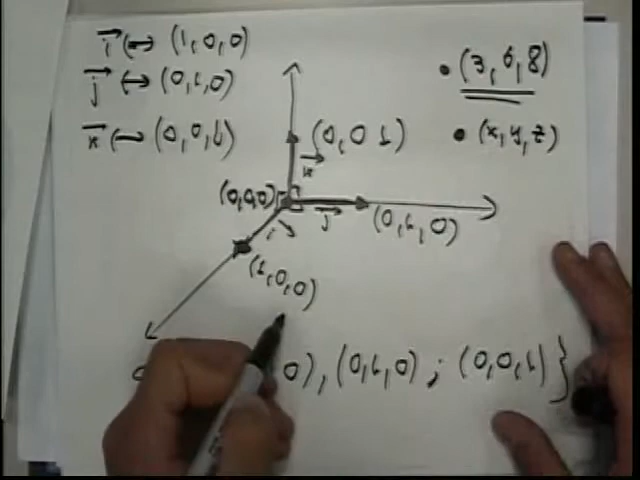 i ↔ (1,0,0)
j ↔ (0,1,0)
k ↔ (0,0,1)
• (3,6,8)
• (x,y,z)
(0,0 1)
k
(0,0,0)
j
(0,1,0)
i
(1,0,0)
0), (0,1,0) ; (0,0,1)}